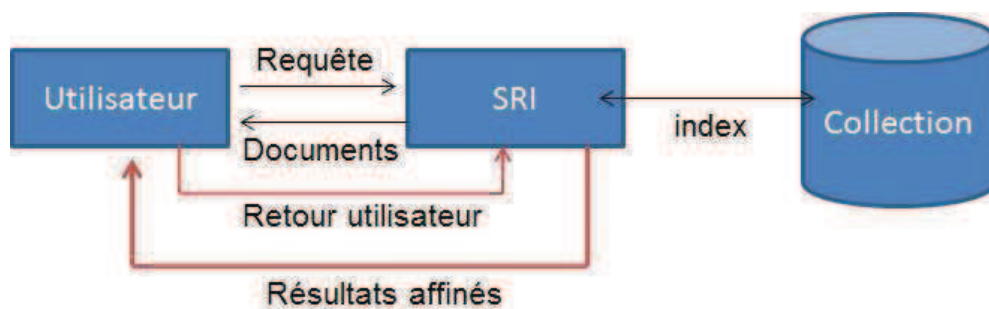 Requête
Utilisateur
SRI
Documents
index
Collection
Retour utilisateur
Résultats affinés